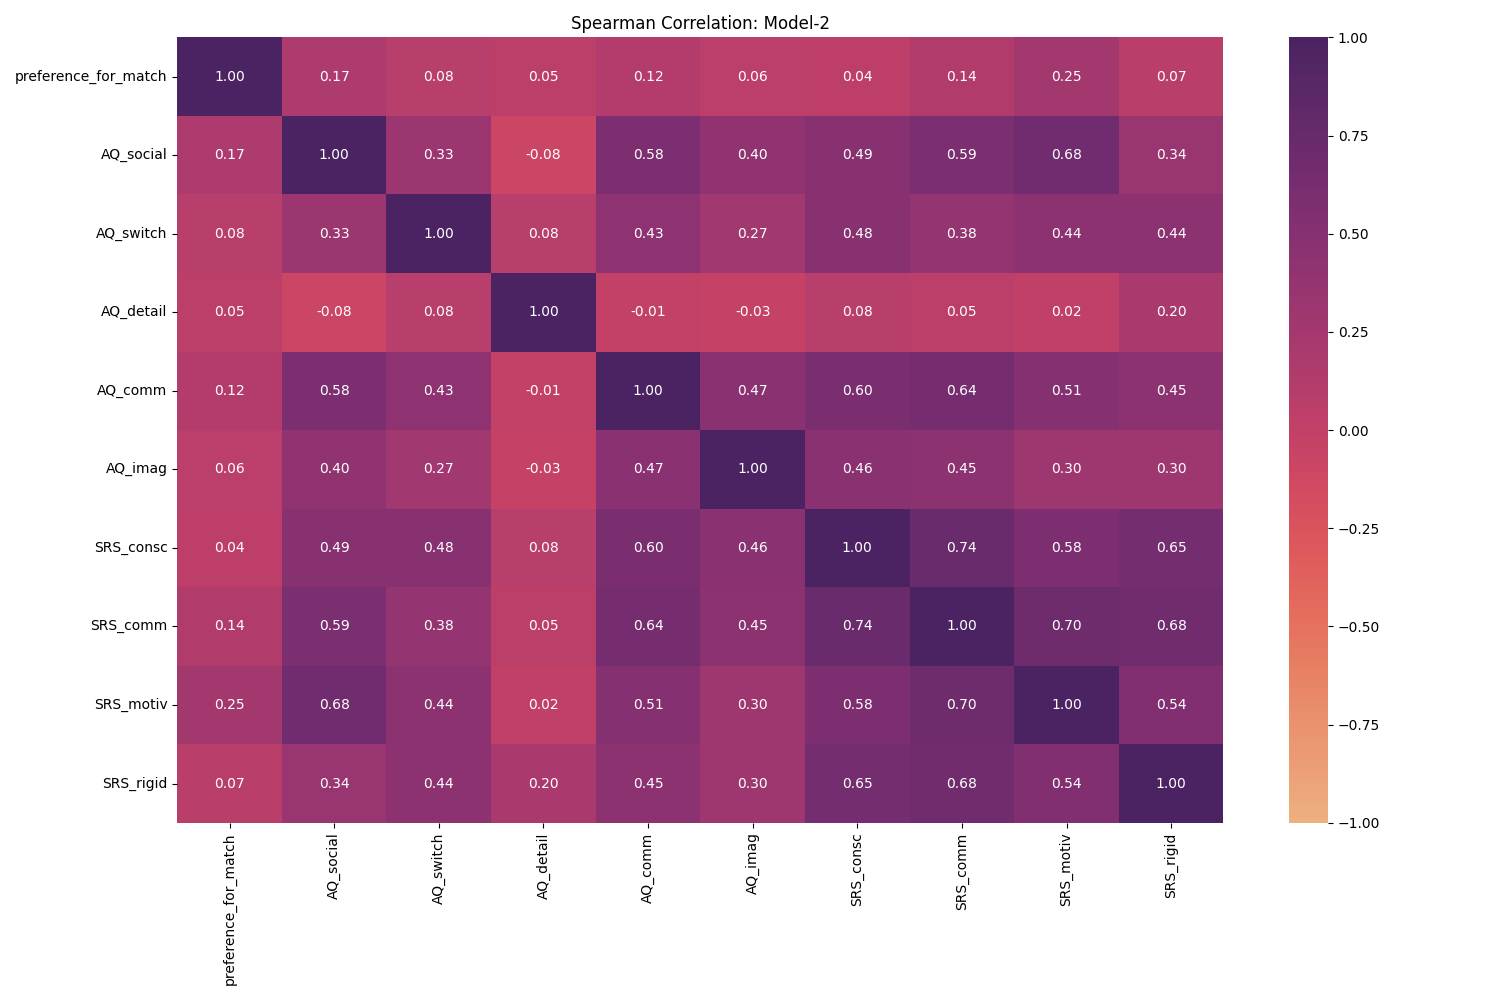 Spearman Correlation: Model-2
preference_for_match 1.00 0.17 0.08 0.05 0.12 0.06 0.04 0.14 0.25 0.07
AQ_social 0.17 1.00 0.33 -0.08 0.58 0.40 0.49 0.59 0.68 0.34
AQ_switch 0.08 0.33 1.00 0.08 0.43 0.27 0.48 0.38 0.44 0.44
AQ_detail 0.05 -0.08 0.08 1.00 -0.01 -0.03 0.08 0.05 0.02 0.20
AQ_comm 0.12 0.58 0.43 -0.01 1.00 0.47 0.60 0.64 0.51 0.45
AQ_imag 0.06 0.40 0.27 -0.03 0.47 1.00 0.46 0.45 0.30 0.30
SRS_consc 0.04 0.49 0.48 0.08 0.60 0.46 1.00 0.74 0.58 0.65
SRS_comm 0.14 0.59 0.38 0.05 0.64 0.45 0.74 1.00 0.70 0.68
SRS_motiv 0.25 0.68 0.44 0.02 0.51 0.30 0.58 0.70 1.00 0.54
SRS_rigid 0.07 0.34 0.44 0.20 0.45 0.30 0.65 0.68 0.54 1.00
preference_for_match
AQ_social
AQ_switch
AQ_detail
AQ_comm
AQ_imag
SRS_consc
SRS_comm
SRS_motiv
SRS_rigid
1.00
0.75
0.50
0.25
0.00
−0.25
−0.50
−0.75
−1.00